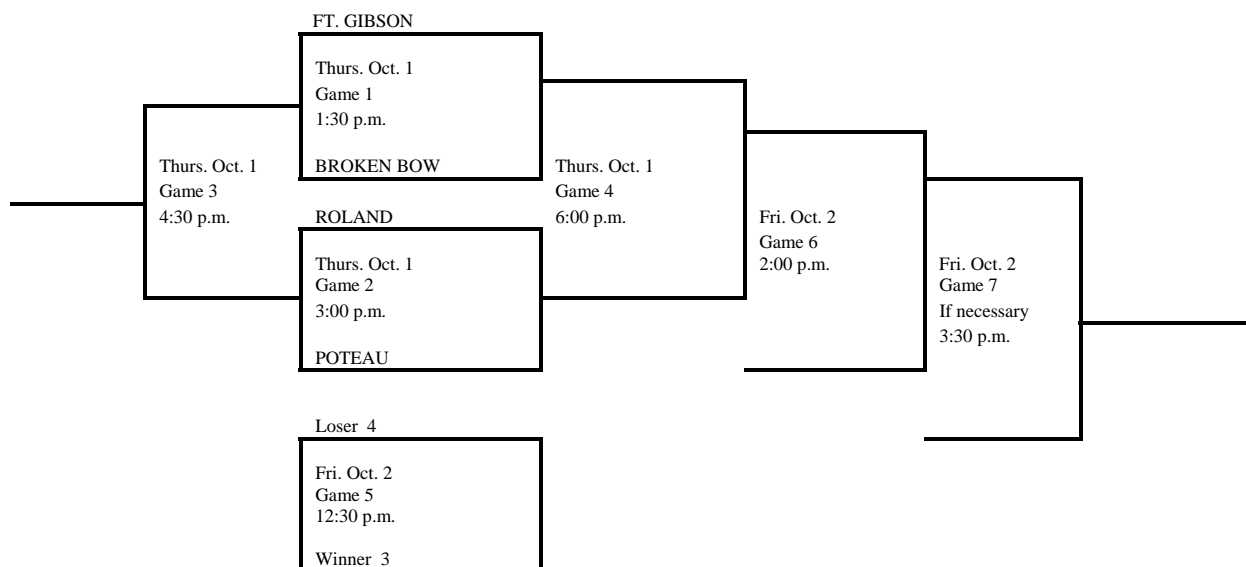 FT. GIBSON
Thurs. Oct. 1
Game 1
1:30 p.m.
BROKEN BOW
Thurs. Oct. 1
Game 3
4:30 p.m.
Thurs. Oct. 1
Game 4
6:00 p.m.
ROLAND
Thurs. Oct. 1
Game 2
3:00 p.m.
POTEAU
Fri. Oct. 2
Game 6
2:00 p.m.
Fri. Oct. 2
Game 7
If necessary
3:30 p.m.
Loser 4
Fri. Oct. 2
Game 5
12:30 p.m.
Winner 3